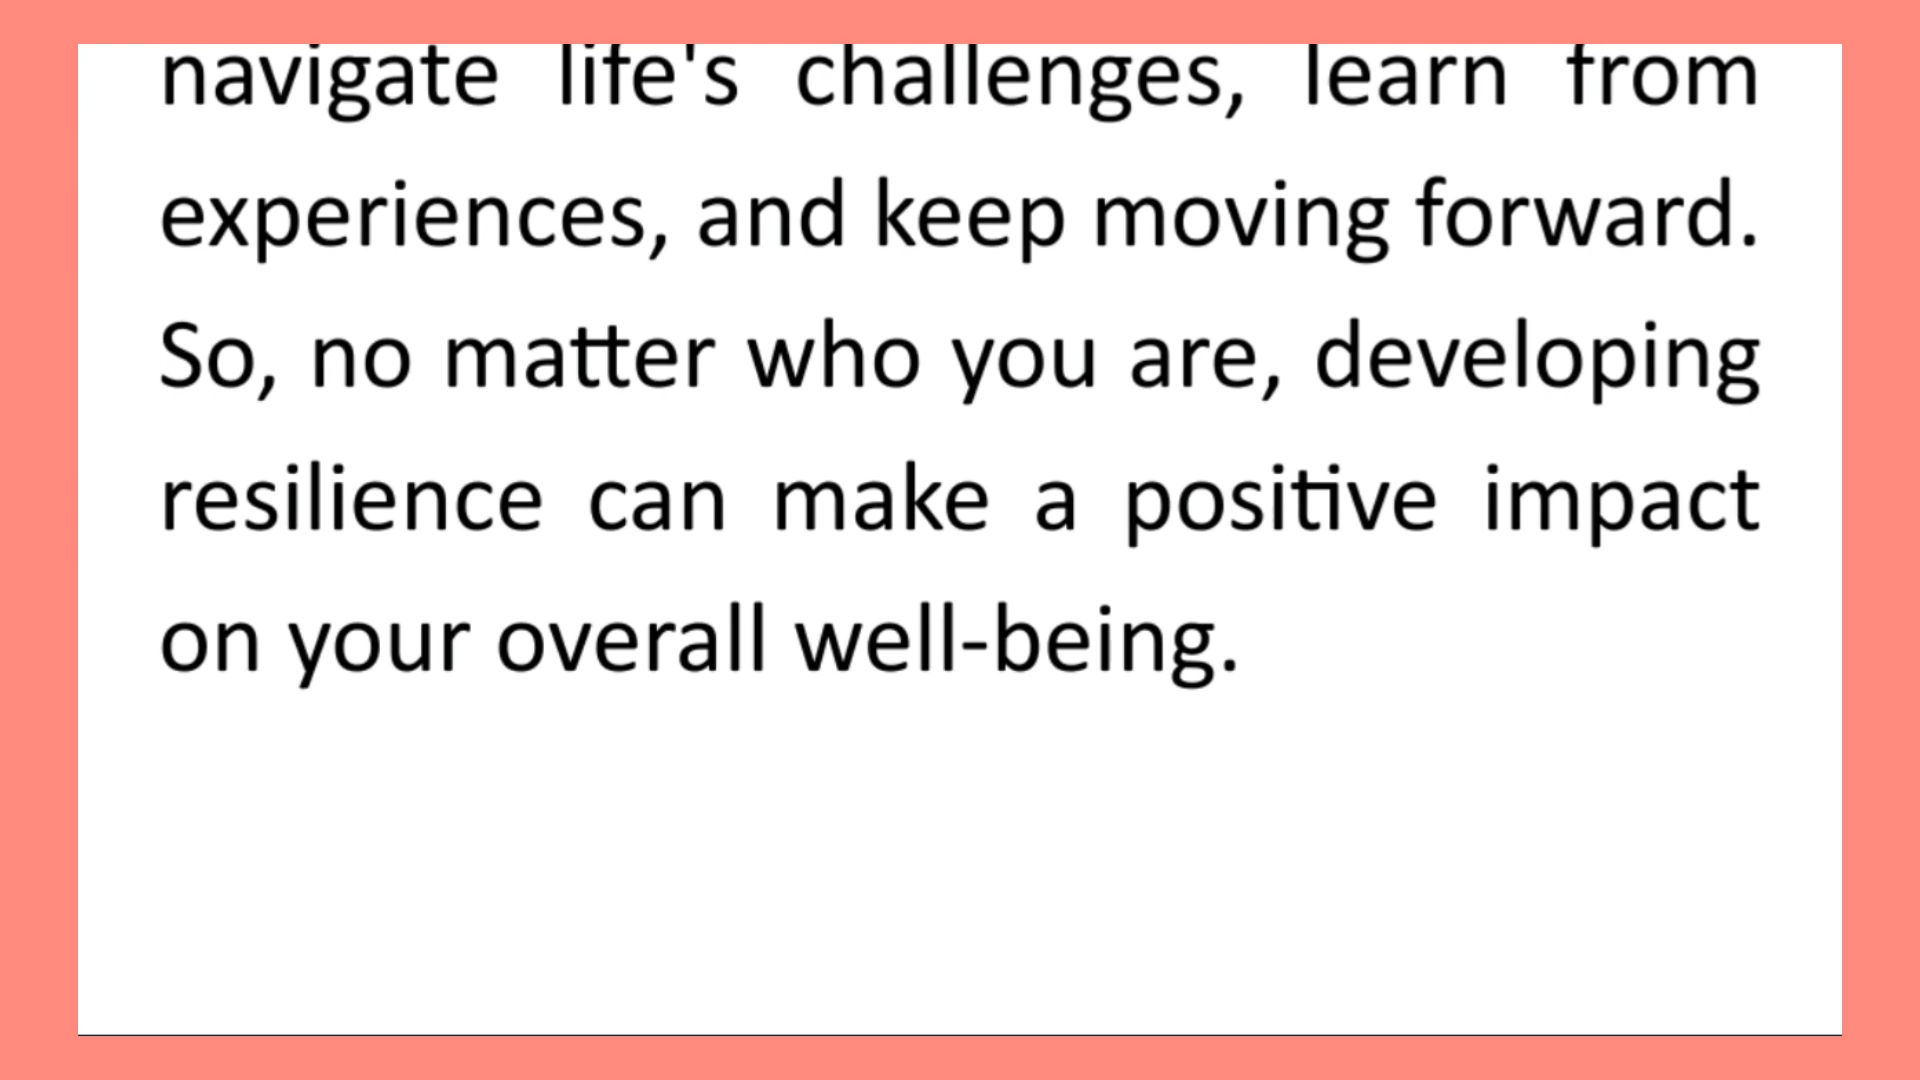 navigate life's challenges, learn from
experiences, and keep moving forward.
So, no matter who you are, developing
resilience can make a positive impact
on your overall well-being.